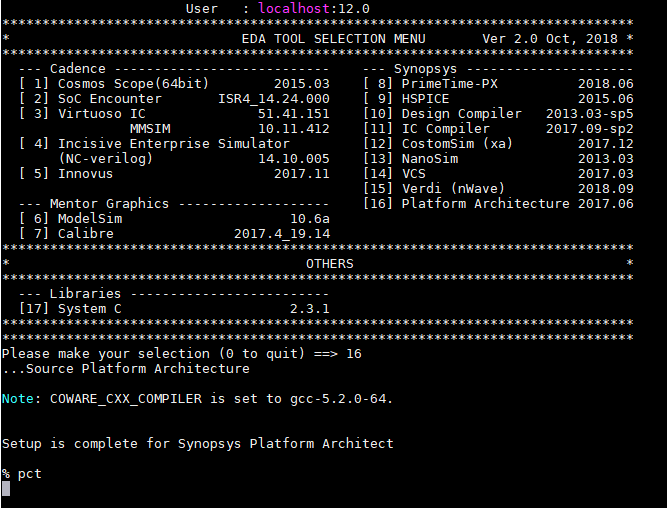 User   : localhost:12.0
*******************************************************************************
*                             EDA TOOL SELECTION MENU       Ver 2.0 Oct, 2018 *
*******************************************************************************
  --- Cadence ---------------------------    --- Synopsys ---------------------
  [ 1] Cosmos Scope(64bit)        2015.03    [ 8] PrimeTime-PX          2018.06
  [ 2] SoC Encounter       ISR4_14.24.000    [ 9] HSPICE                2015.06
  [ 3] Virtuoso IC              51.41.151    [10] Design Compiler   2013.03-sp5
                MMSIM           10.11.412    [11] IC Compiler       2017.09-sp2
  [ 4] Incisive Enterprise Simulator         [12] CostomSim (xa)        2017.12
       (NC-verilog)             14.10.005    [13] NanoSim               2013.03
  [ 5] Innovus                    2017.11    [14] VCS                   2017.03
                                             [15] Verdi (nWave)         2018.09
  --- Mentor Graphics -------------------    [16] Platform Architecture 2017.06
  [ 6] ModelSim                     10.6a
  [ 7] Calibre               2017.4_19.14
*******************************************************************************
*                                     OTHERS                                  *
*******************************************************************************
  --- Libraries -------------------------
  [17] System C                     2.3.1
*******************************************************************************
*******************************************************************************
Please make your selection (0 to quit) ==> 16
...Source Platform Architecture
Note: COWARE_CXX_COMPILER is set to gcc-5.2.0-64.
Setup is complete for Synopsys Platform Architect
% pct